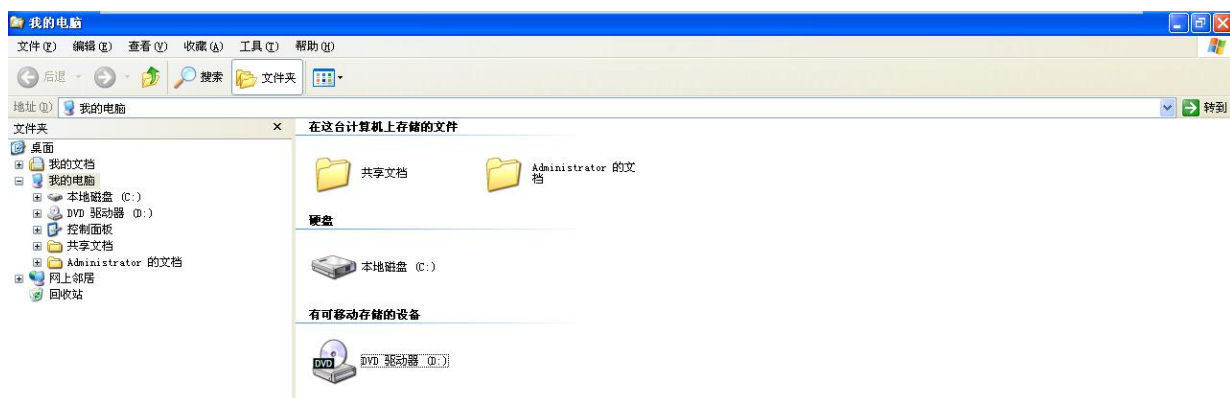 我的电脑
文件(F) 编辑(E) 查看(V) 收藏(A) 工具(T) 帮助(H)
后退 搜索 文件夹
地址(D) 我的电脑 转到
文件夹
桌面
我的文档
我的电脑
本地磁盘 (C:)
DVD 驱动器 (D:)
控制面板
共享文档
Administrator 的文档
网上邻居
回收站
在这台计算机上存储的文件
共享文档
Administrator 的文
档
硬盘
本地磁盘 (C:)
有可移动存储的设备
DVD
DVD 驱动器 (D:)